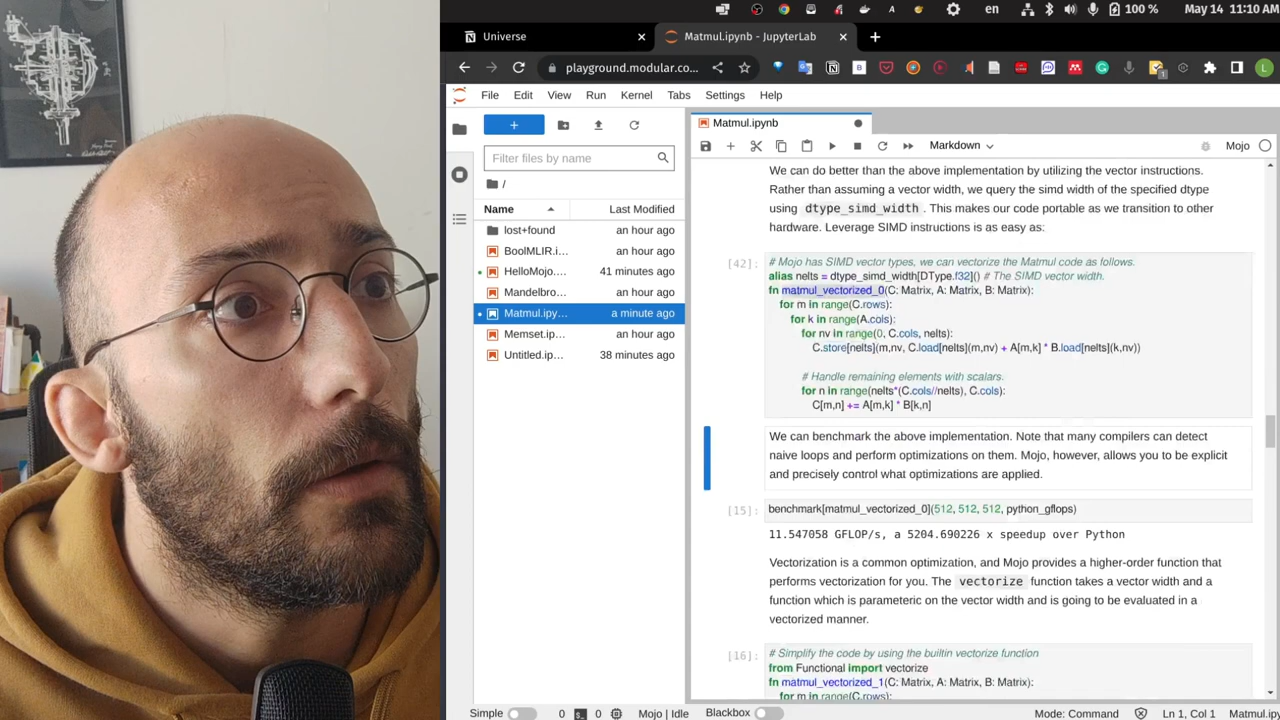 en
100 %
May 14 11:10 AM
Universe
Matmul.ipynb - JupyterLab
playground.modular.co...
1
L
File Edit View Run Kernel Tabs Settings Help
Matmul.ipynb
Filter files by name
Markdown
Mojo
/
Name
Last Modified
lost+found an hour ago
BoolMLIR.i... an hour ago
HelloMojo.... 41 minutes ago
Mandelbro... an hour ago
Matmul.ipy... a minute ago
Memset.ip... an hour ago
Untitled.ip... 38 minutes ago
We can do better than the above implementation by utilizing the vector instructions.
Rather than assuming a vector width, we query the simd width of the specified dtype
using dtype_simd_width . This makes our code portable as we transition to other
hardware. Leverage SIMD instructions is as easy as:
[42]:
# Mojo has SIMD vector types, we can vectorize the Matmul code as follows.
alias nelts = dtype_simd_width[DType.f32]() # The SIMD vector width.
fn matmul_vectorized_0(C: Matrix, A: Matrix, B: Matrix):
for m in range(C.rows):
for k in range(A.cols):
for nv in range(0, C.cols, nelts):
C.store[nelts](m,nv, C.load[nelts](m,nv) + A[m,k] * B.load[nelts](k,nv))
# Handle remaining elements with scalars.
for n in range(nelts*(C.cols//nelts), C.cols):
C[m,n] += A[m,k] * B[k,n]
We can benchmark the above implementation. Note that many compilers can detect
naive loops and perform optimizations on them. Mojo, however, allows you to be explicit
and precisely control what optimizations are applied.
[15]:
benchmark[matmul_vectorized_0](512, 512, 512, python_gflops)
11.547058 GFLOP/s, a 5204.690226 x speedup over Python
Vectorization is a common optimization, and Mojo provides a higher-order function that
performs vectorization for you. The vectorize function takes a vector width and a
function which is parameteric on the vector width and is going to be evaluated in a
vectorized manner.
[16]:
# Simplify the code by using the builtin vectorize function
from Functional import vectorize
fn matmul_vectorized_1(C: Matrix, A: Matrix, B: Matrix):
for m in range(C.rows):
Simple 0 0 Mojo | Idle Blackbox Mode: Command Ln 1, Col 1 Matmul.ip